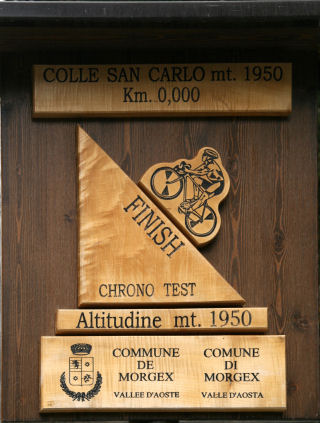 COLLE SAN CARLO mt. 1950
Km. 0,000
FINISH
CHRONO TEST
Altitudine mt. 1950
COMMUNE
DE
MORGEX
VALLEE D'AOSTE
COMUNE
DI
MORGEX
VALLE D'AOSTA